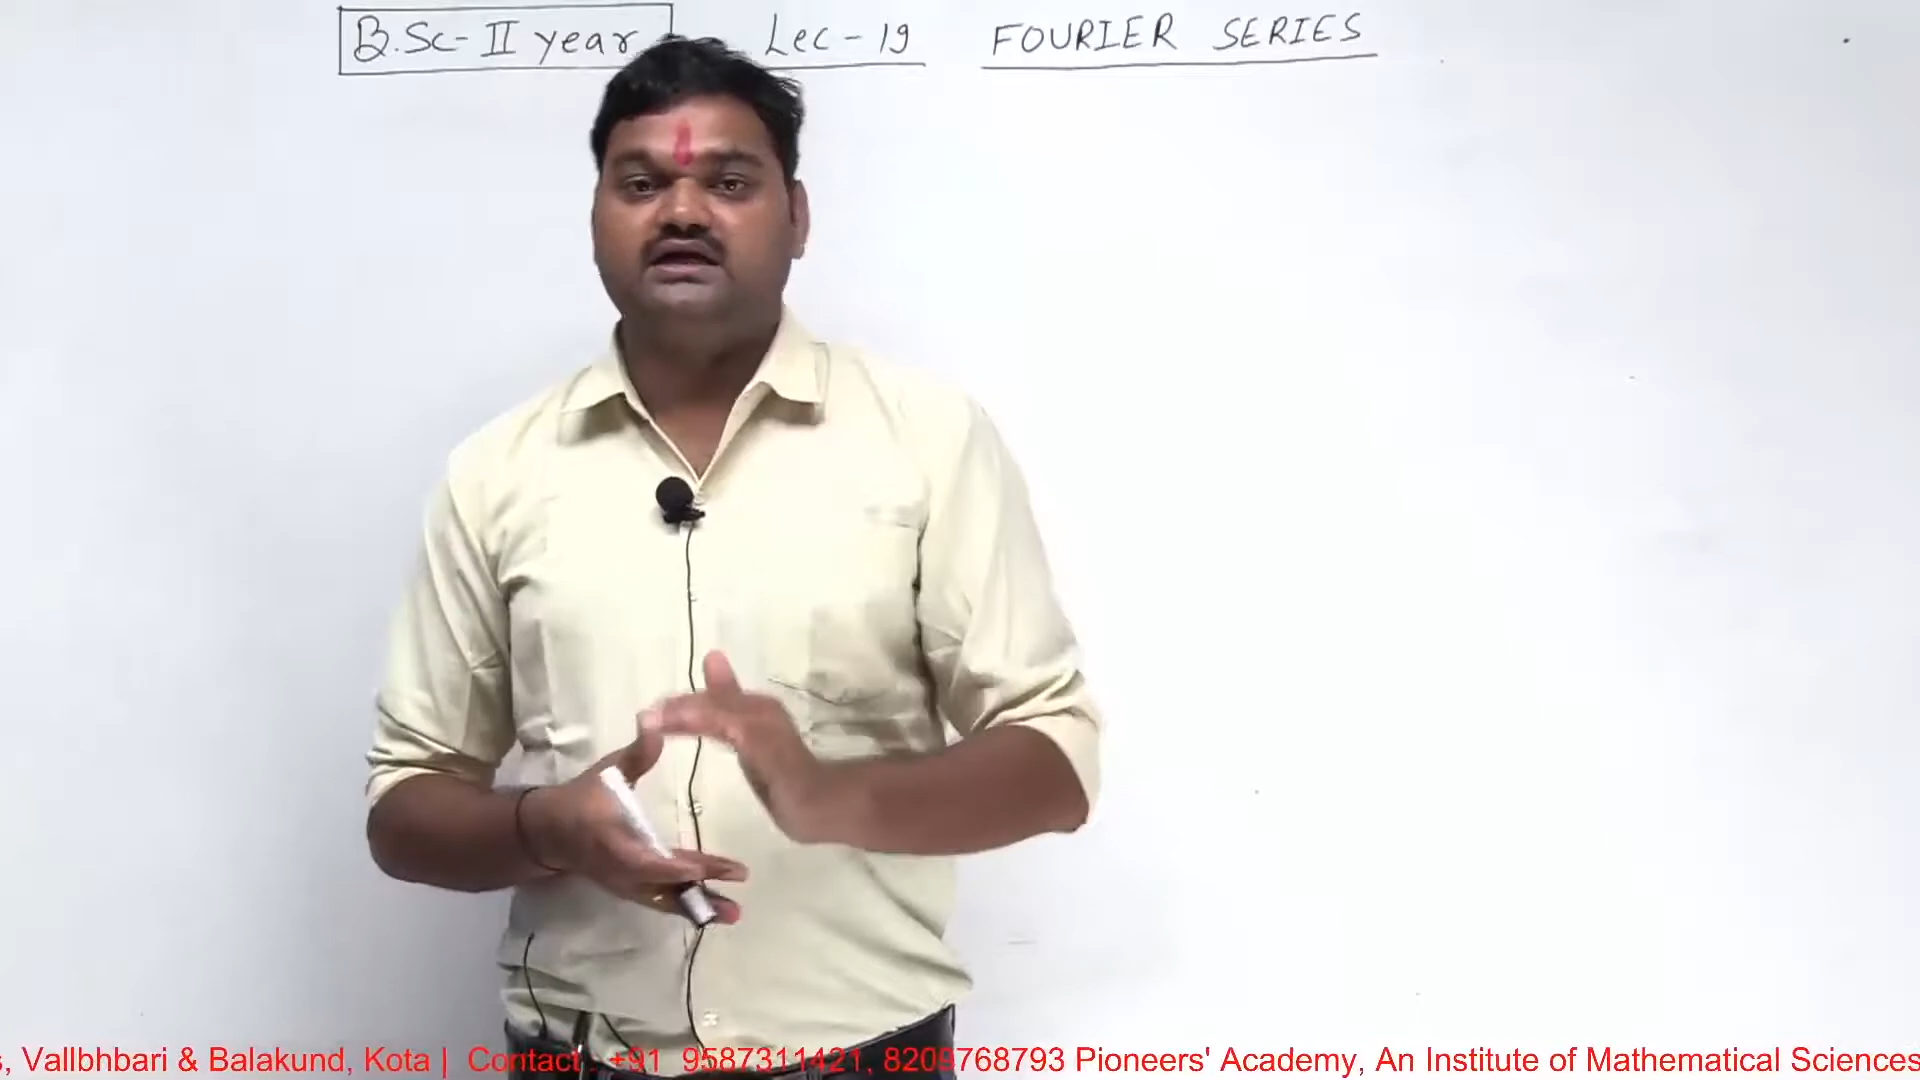 B.Sc-II year Lec-19 FOURIER SERIES
, Vallbhbari & Balakund, Kota | Contact : +91 9587311421, 8209768793 Pioneers' Academy, An Institute of Mathematical Sciences